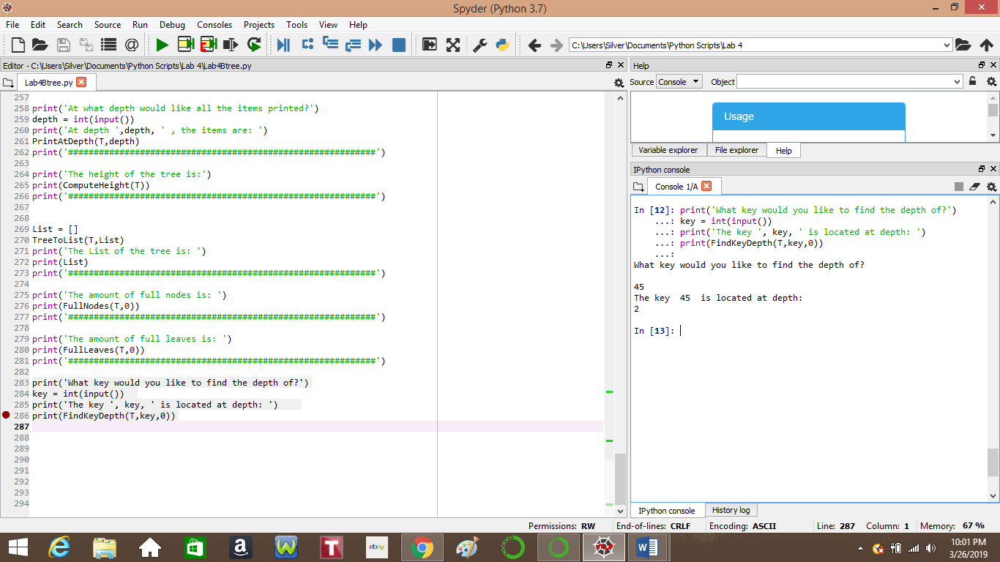 Spyder (Python 3.7)
File Edit Search Source Run Debug Consoles Projects Tools View Help
C:\Users\Silver\Documents\Python Scripts\Lab 4
Editor - C:\Users\Silver\Documents\Python Scripts\Lab 4\Lab4Btree.py
Lab4Btree.py
257
258 print('At what depth would like all the items printed?')
259 depth = int(input())
260 print('At depth ',depth, ' , the items are: ')
261 PrintAtDepth(T,depth)
262 print('############################################################')
263
264 print('The height of the tree is:')
265 print(ComputeHeight(T))
266 print('############################################################')
267
268
269 List = []
270 TreeToList(T,List)
271 print('The List of the tree is: ')
272 print(List)
273 print('############################################################')
274
275 print('The amount of full nodes is: ')
276 print(FullNodes(T,0))
277 print('############################################################')
278
279 print('The amount of full leaves is: ')
280 print(FullLeaves(T,0))
281 print('############################################################')
282
283 print('What key would you like to find the depth of?')
284 key = int(input())
285 print('The key ', key, ' is located at depth: ')
286 print(FindKeyDepth(T,key,0))
287
288
289
290
291
292
293
294
Help
Source Console Object
Usage
Variable explorer File explorer Help
IPython console
Console 1/A
In [12]: print('What key would you like to find the depth of?')
...: key = int(input())
...: print('The key ', key, ' is located at depth: ')
...: print(FindKeyDepth(T,key,0))
...:
What key would you like to find the depth of?
45
The key  45  is located at depth:
2
In [13]:
IPython console History log
Permissions: RW End-of-lines: CRLF Encoding: ASCII Line: 287 Column: 1 Memory: 67 %
a W T ebay W
10:01 PM
3/26/2019